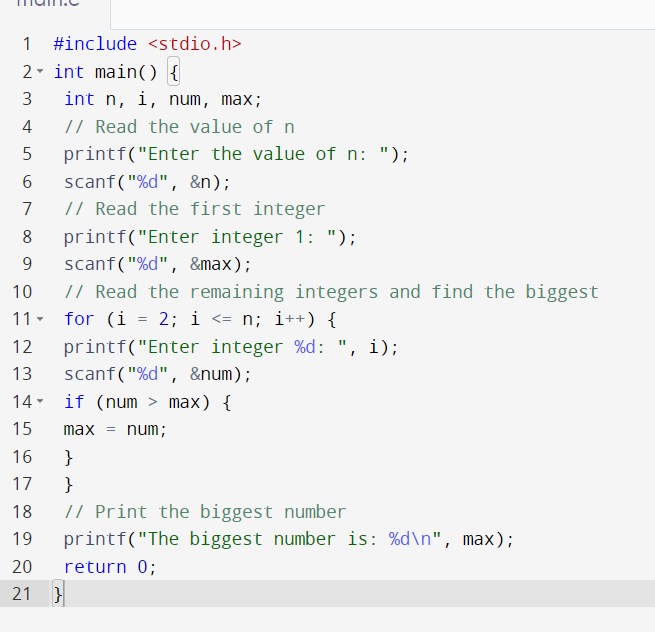 main.c
1 #include <stdio.h>
2 int main() {
3 int n, i, num, max;
4 // Read the value of n
5 printf("Enter the value of n: ");
6 scanf("%d", &n);
7 // Read the first integer
8 printf("Enter integer 1: ");
9 scanf("%d", &max);
10 // Read the remaining integers and find the biggest
11 for (i = 2; i <= n; i++) {
12 printf("Enter integer %d: ", i);
13 scanf("%d", &num);
14 if (num > max) {
15 max = num;
16 }
17 }
18 // Print the biggest number
19 printf("The biggest number is: %d\n", max);
20 return 0;
21 }